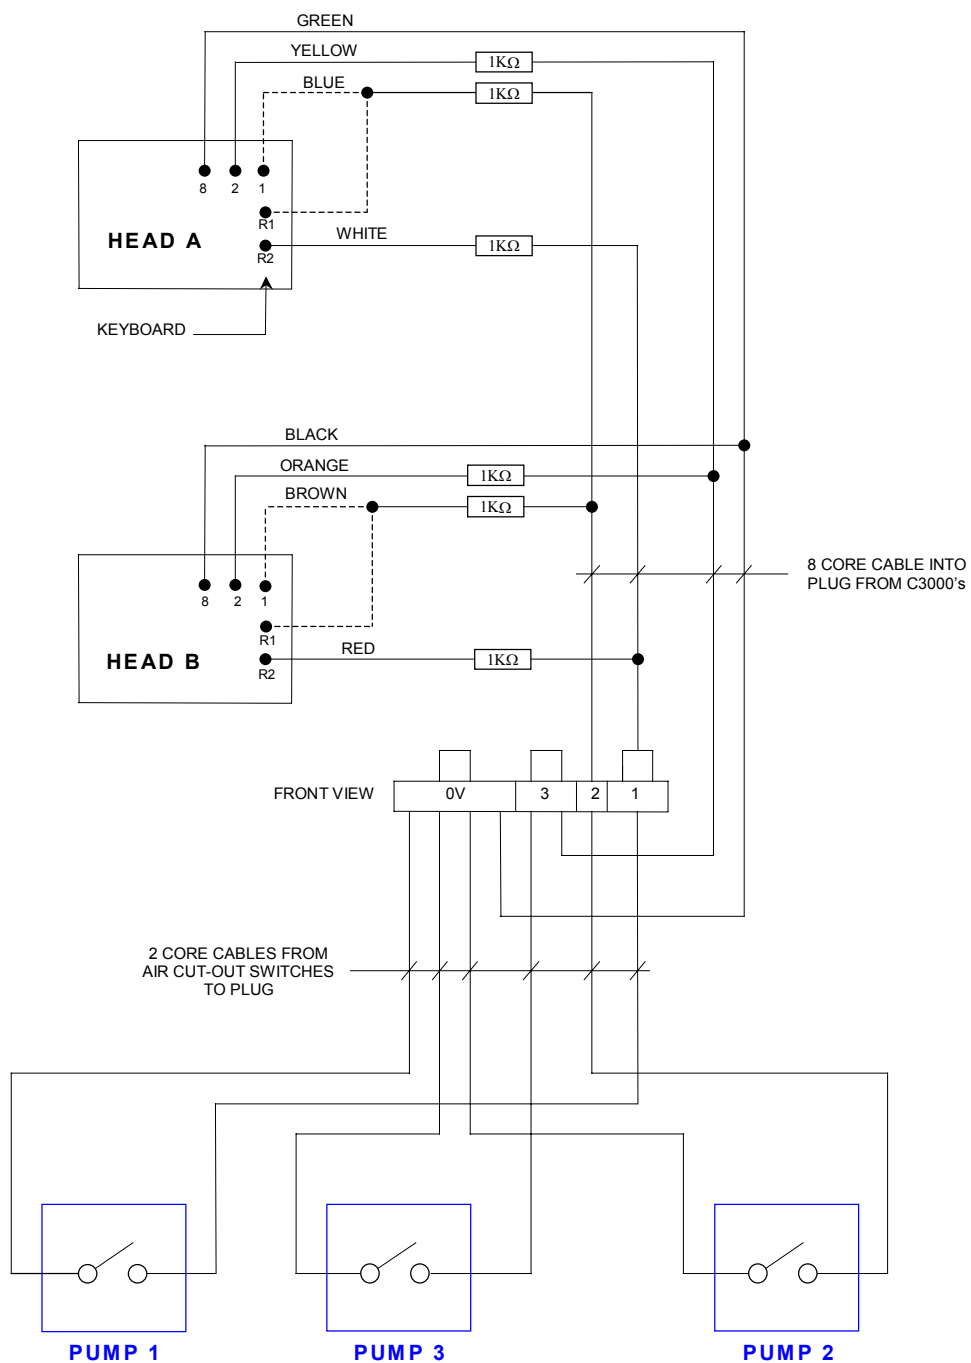 GREEN
YELLOW
1KΩ
BLUE
1KΩ
8 2 1
R1
HEAD A
WHITE
1KΩ
R2
KEYBOARD
BLACK
ORANGE
1KΩ
BROWN
1KΩ
8 CORE CABLE INTO
PLUG FROM C3000's
8 2 1
R1
HEAD B
RED
1KΩ
R2
FRONT VIEW
0V 3 2 1
2 CORE CABLES FROM
AIR CUT-OUT SWITCHES
TO PLUG
PUMP 1
PUMP 3
PUMP 2